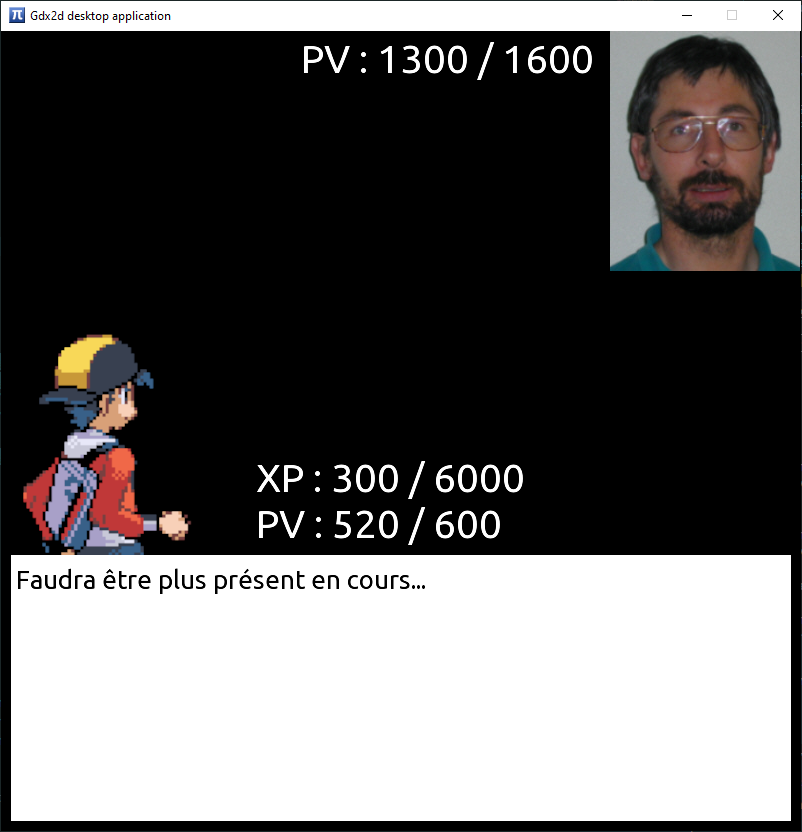 Gdx2d desktop application
PV : 1300 / 1600
XP : 300 / 6000
PV : 520 / 600
Faudra être plus présent en cours...